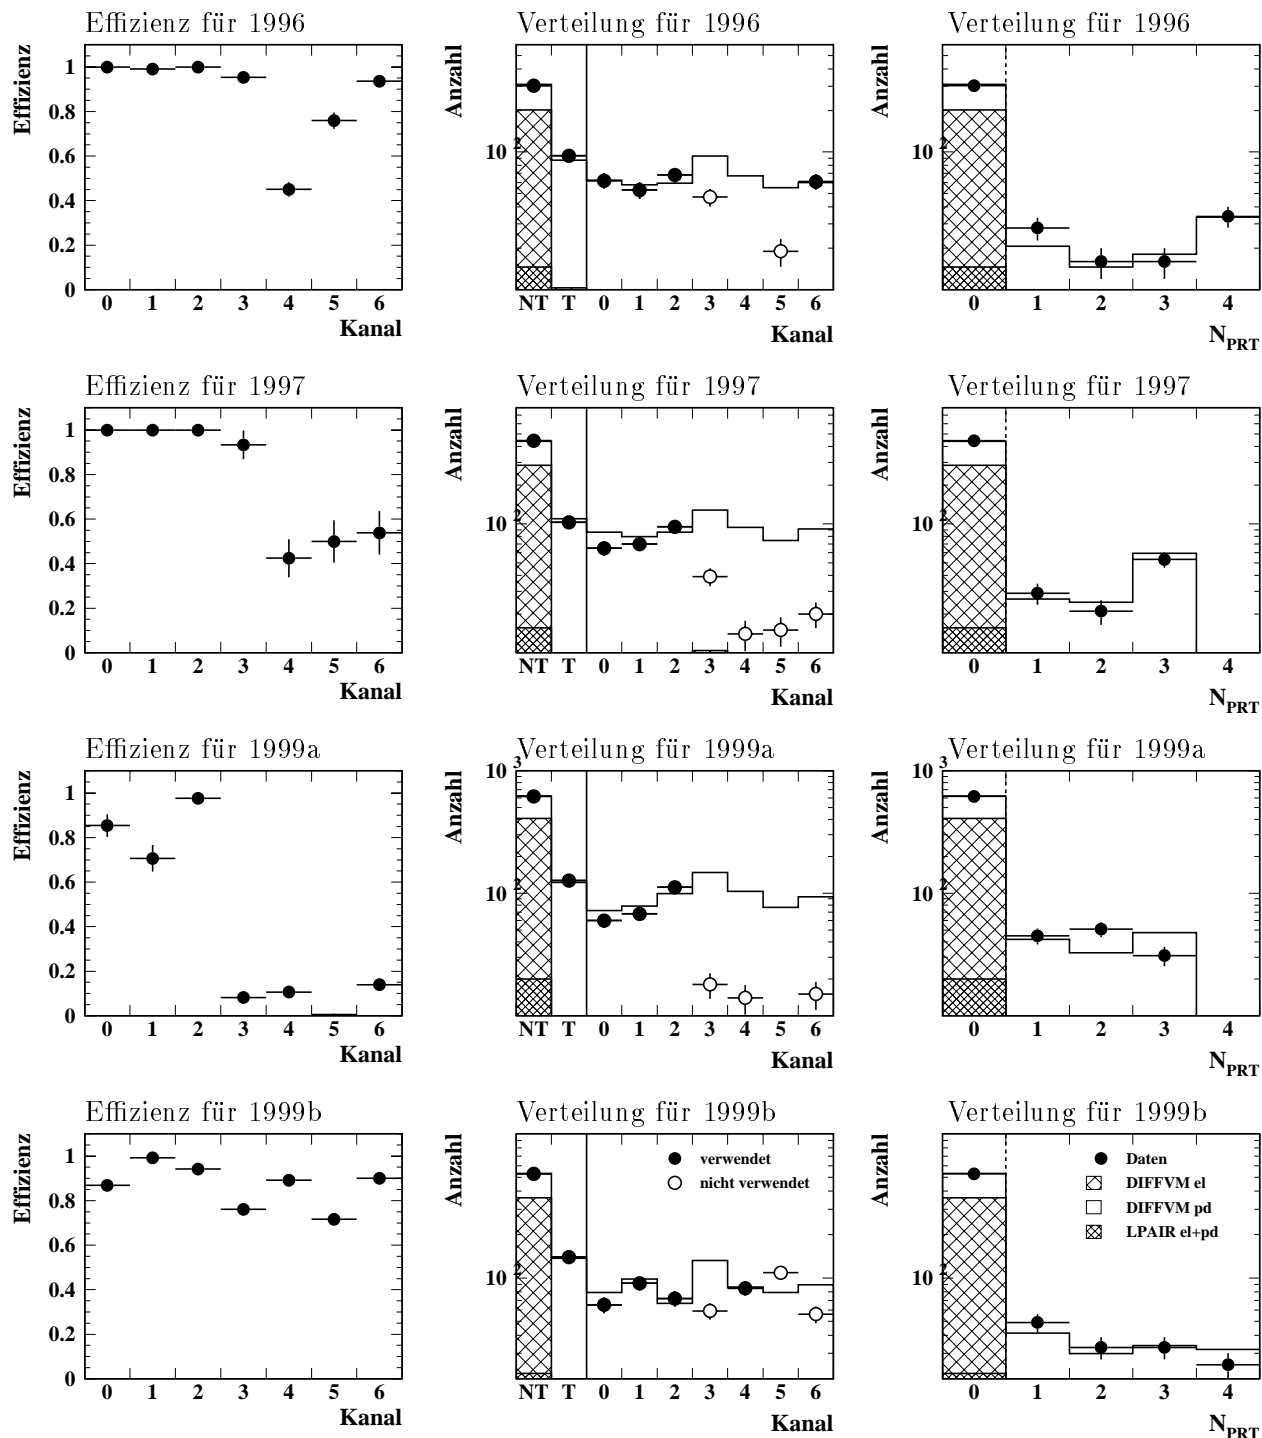 Effizienz für 1996
Verteilung für 1996
Verteilung für 1996
Effizienz
1
0.8
0.6
0.4
0.2
0
0 1 2 3 4 5 6
Kanal
Anzahl
10 2
NT T 0 1 2 3 4 5 6
Kanal
Anzahl
10 2
0 1 2 3 4
N PRT
Effizienz für 1997
Verteilung für 1997
Verteilung für 1997
Effizienz
1
0.8
0.6
0.4
0.2
0
0 1 2 3 4 5 6
Kanal
Anzahl
10 2
NT T 0 1 2 3 4 5 6
Kanal
Anzahl
10 2
0 1 2 3 4
N PRT
Effizienz für 1999a
Verteilung für 1999a
Verteilung für 1999a
Effizienz
1
0.8
0.6
0.4
0.2
0
0 1 2 3 4 5 6
Kanal
Anzahl
10 3
10 2
NT T 0 1 2 3 4 5 6
Kanal
Anzahl
10 3
10 2
0 1 2 3 4
N PRT
Effizienz für 1999b
Verteilung für 1999b
Verteilung für 1999b
Effizienz
1
0.8
0.6
0.4
0.2
0
0 1 2 3 4 5 6
Kanal
Anzahl
verwendet
nicht verwendet
10 2
NT T 0 1 2 3 4 5 6
Kanal
Anzahl
Daten
DIFFVM el
DIFFVM pd
LPAIR el+pd
10 2
0 1 2 3 4
N PRT